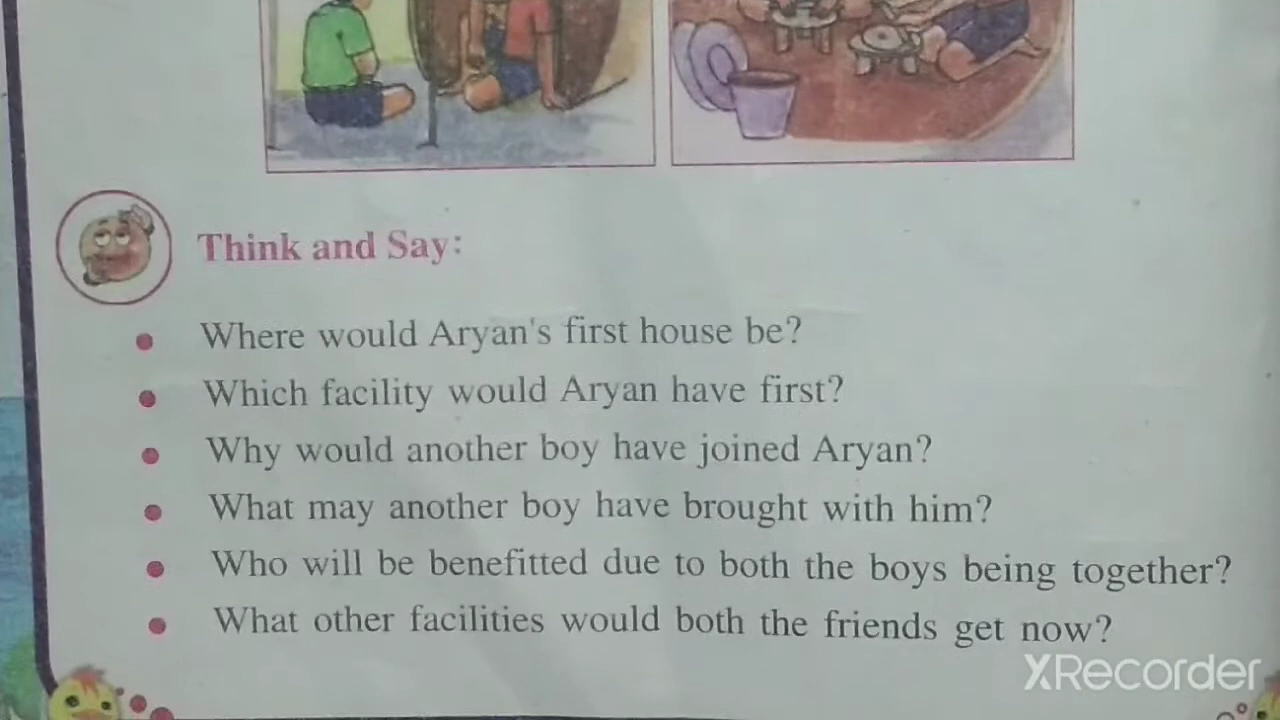 Think and Say:
Where would Aryan's first house be?
Which facility would Aryan have first?
Why would another boy have joined Aryan?
What may another boy have brought with him?
Who will be benefitted due to both the boys being together?
What other facilities would both the friends get now?
XRecorder